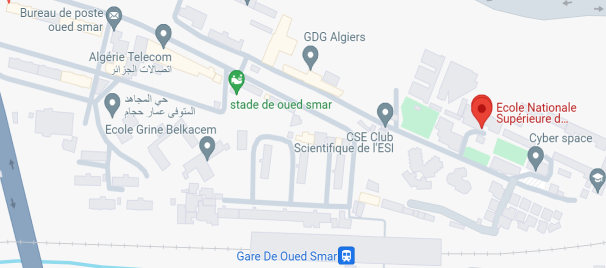 Bureau de poste
oued smar
GDG Algiers
Algérie Telecom
اتصالات الجزائر
stade de oued smar
حي المجاهد
المتوفي عمار حجام
Ecole Grine Belkacem
CSE Club
Scientifique de l'ESI
Ecole Nationale
Supérieure d...
Cyber space
Gare De Oued Smar